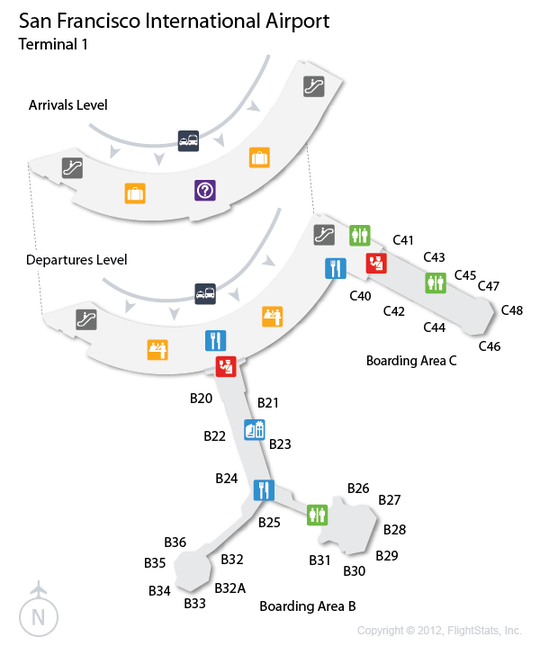 San Francisco International Airport
Terminal 1
Arrivals Level
?
Departures Level
C41
C43
C45
C47
C40
C48
C42
C44
C46
Boarding Area C
B20
B21
B22
B23
B24
B26
B27
B25
B28
B36
B29
B35
B32
B31
B30
B34
B32A
B33
Boarding Area B
N
Copyright © 2012, FlightStats, Inc.